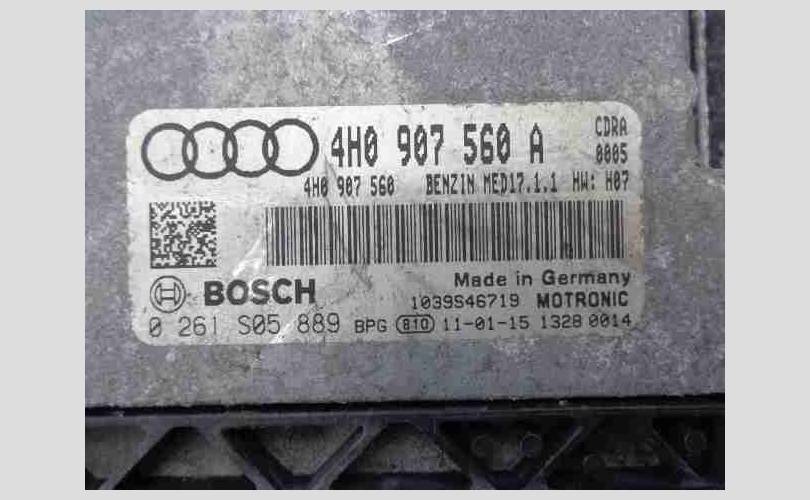 4H0 907 560 A CDRA
0005
4H0 907 560 BENZIN MED17.1.1 HW: H07
Made in Germany
BOSCH 1039S46719 MOTRONIC
0 261 S05 889 BPG 810 11-01-15 1328 0014